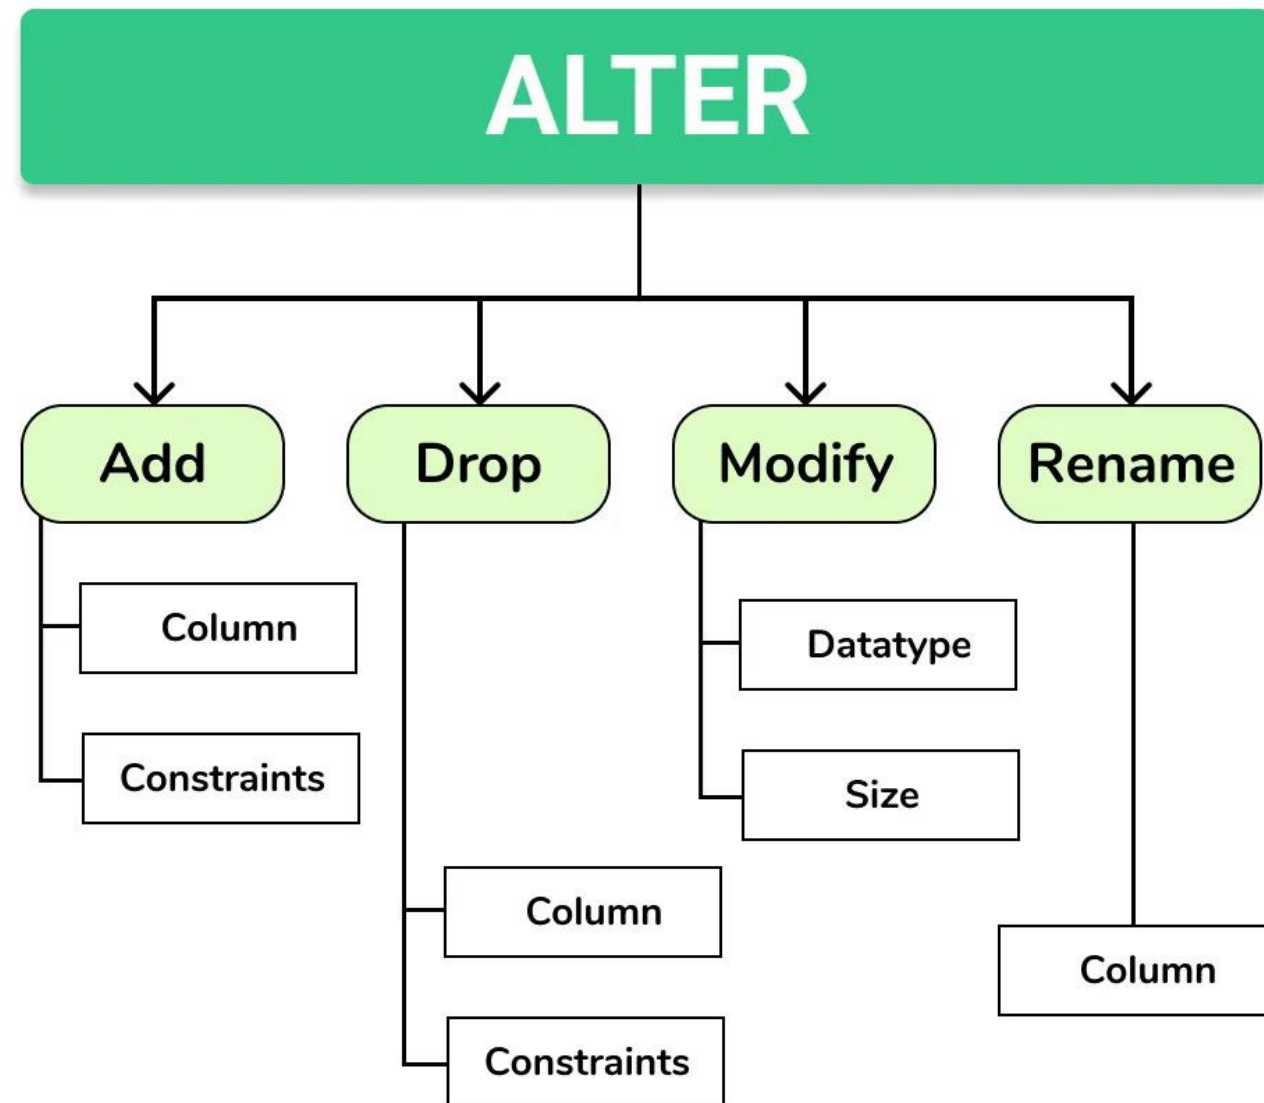 ALTER
Add
Drop
Modify
Rename
Column
Constraints
Column
Constraints
Datatype
Size
Column